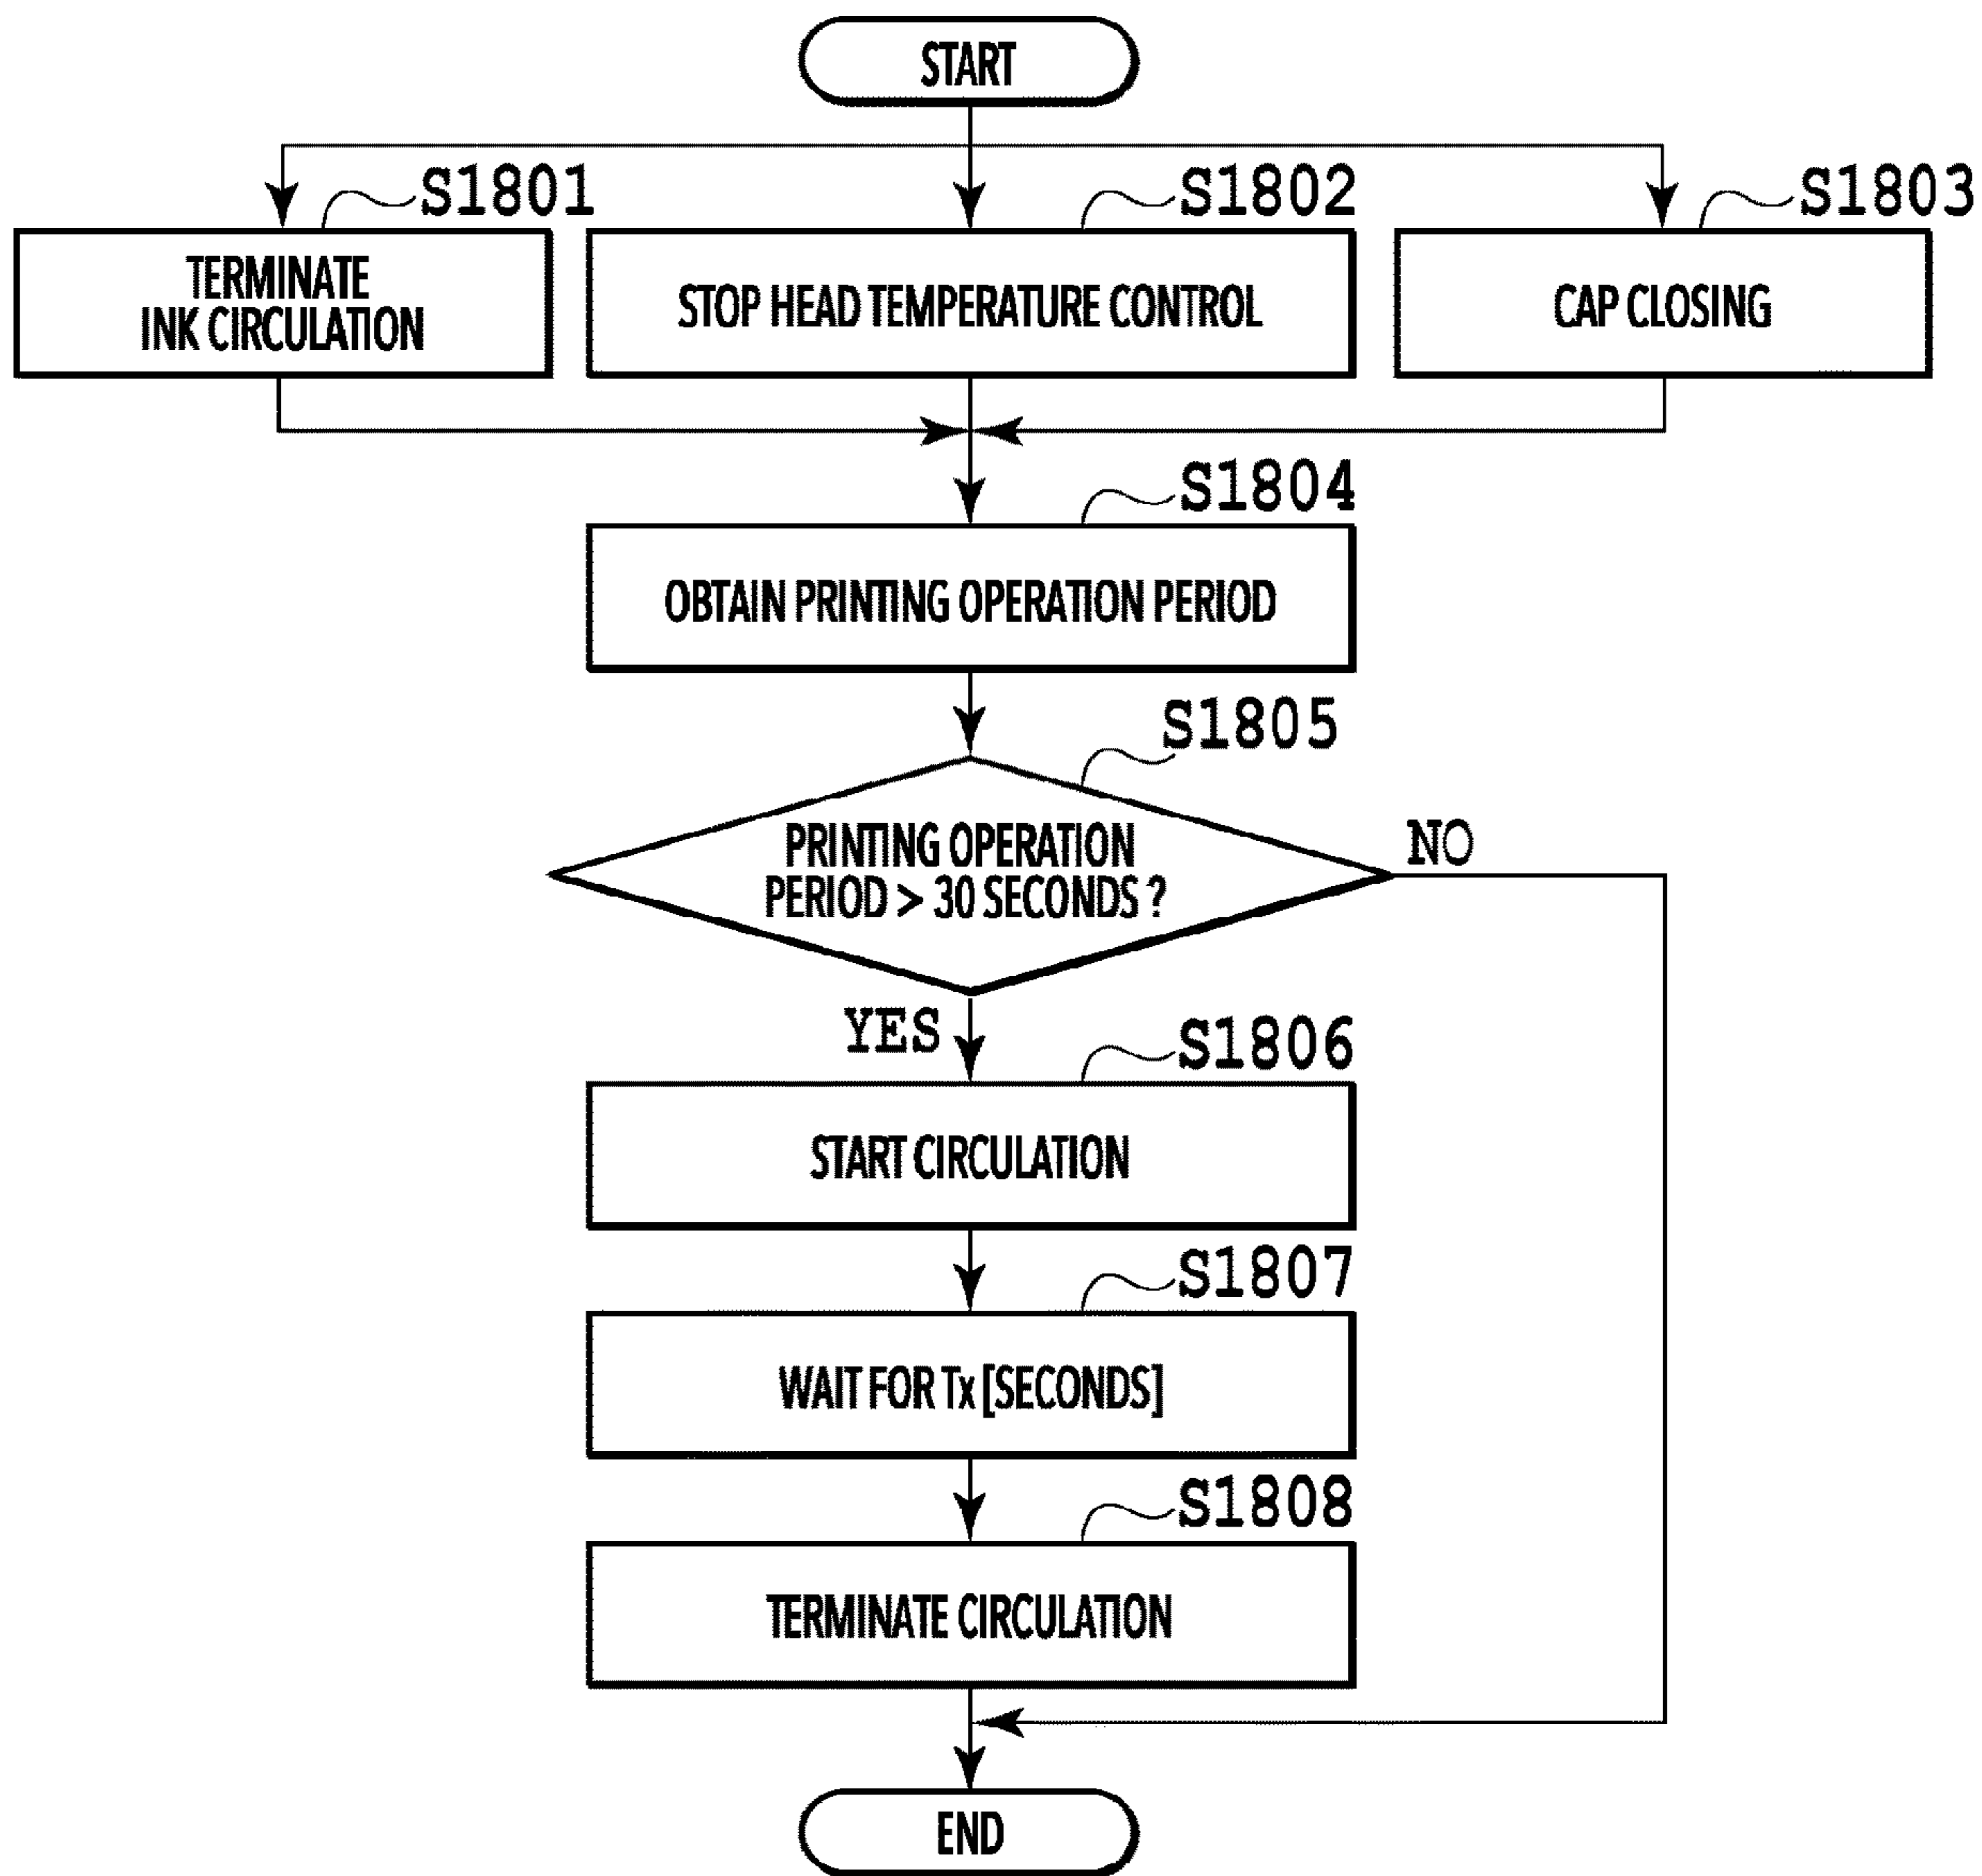 START
S1801
S1802
S1803
TERMINATE
INK CIRCULATION
STOP HEAD TEMPERATURE CONTROL
CAP CLOSING
S1804
OBTAIN PRINTING OPERATION PERIOD
S1805
PRINTING OPERATION
PERIOD > 30 SECONDS ?
NO
YES
S1806
START CIRCULATION
S1807
WAIT FOR Tx [SECONDS]
S1808
TERMINATE CIRCULATION
END